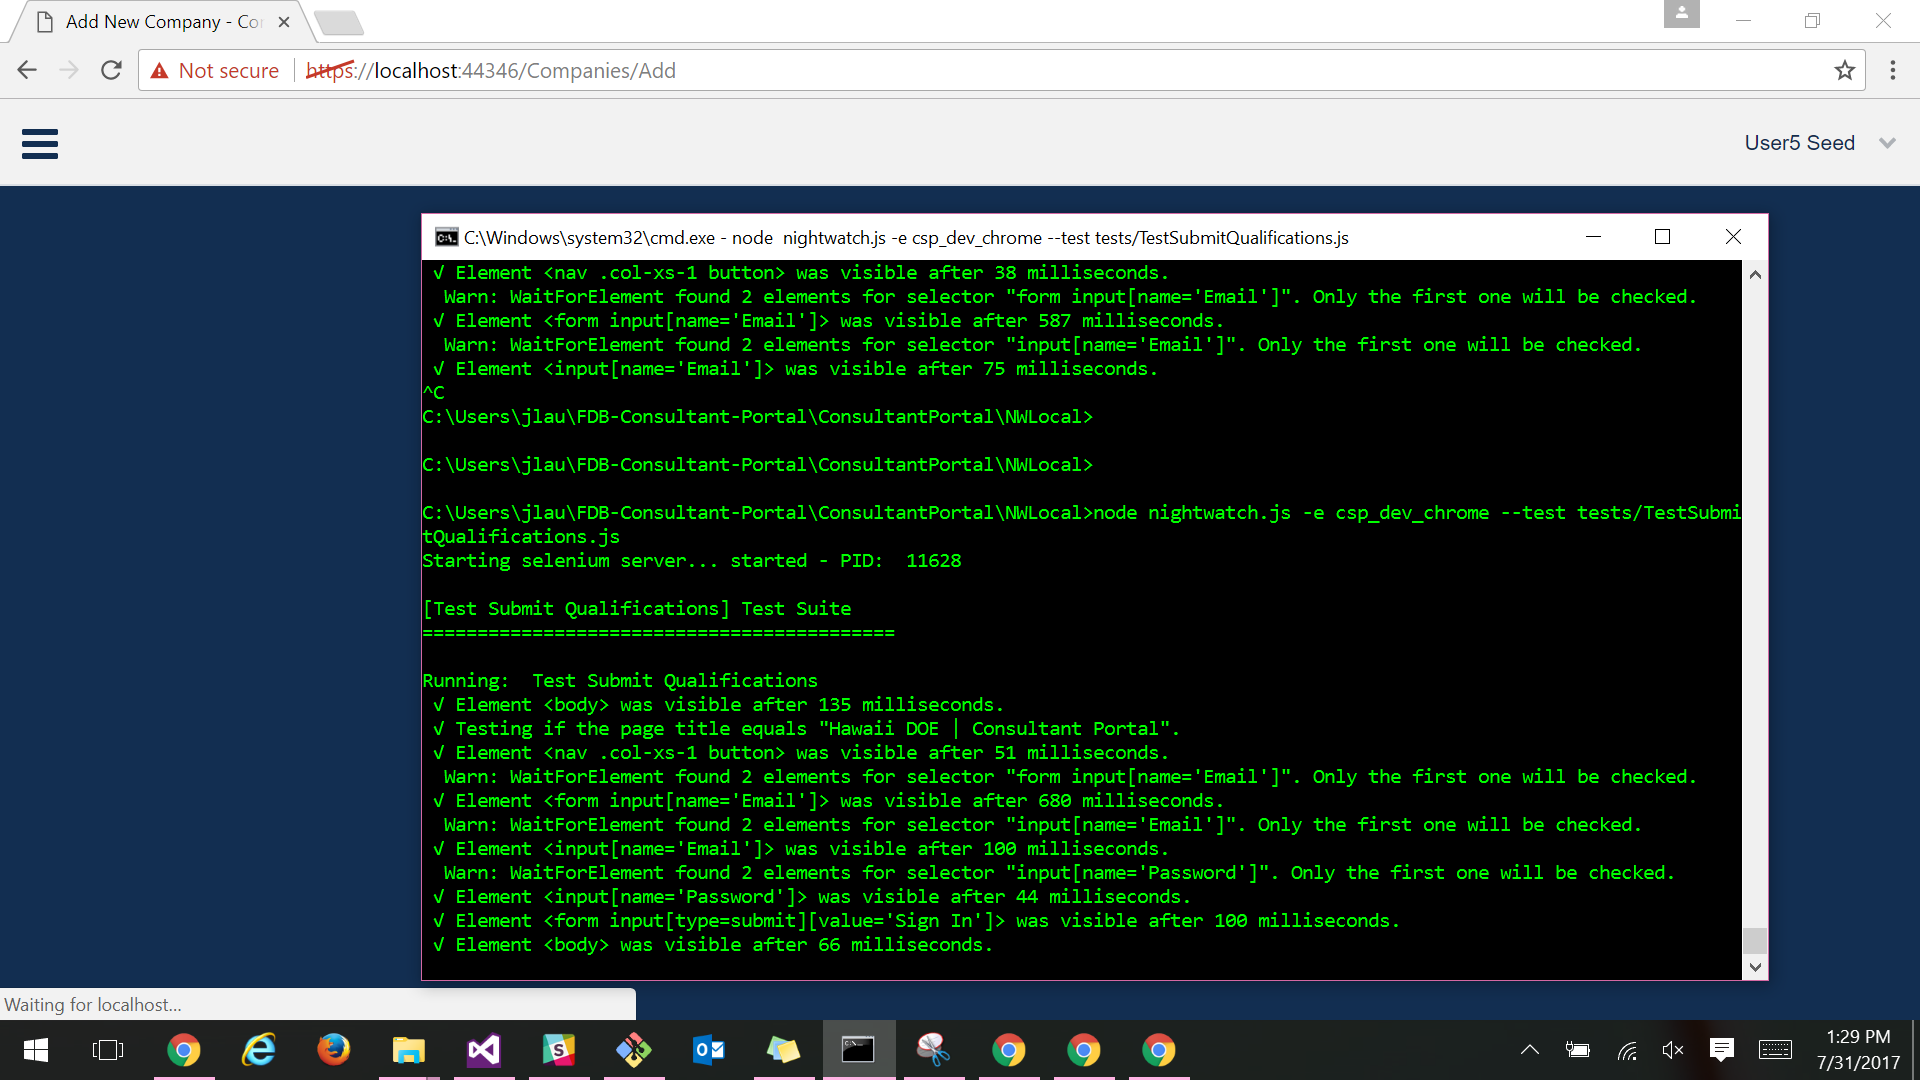 Add New Company - Co
Not secure
https://localhost:44346/Companies/Add
User5 Seed
C:\Windows\system32\cmd.exe - node  nightwatch.js -e csp_dev_chrome --test tests/TestSubmitQualifications.js
√ Element <nav .col-xs-1 button> was visible after 38 milliseconds.
Warn: WaitForElement found 2 elements for selector "form input[name='Email']". Only the first one will be checked.
√ Element <form input[name='Email']> was visible after 587 milliseconds.
Warn: WaitForElement found 2 elements for selector "input[name='Email']". Only the first one will be checked.
√ Element <input[name='Email']> was visible after 75 milliseconds.
^C
C:\Users\jlau\FDB-Consultant-Portal\ConsultantPortal\NWLocal>
C:\Users\jlau\FDB-Consultant-Portal\ConsultantPortal\NWLocal>
C:\Users\jlau\FDB-Consultant-Portal\ConsultantPortal\NWLocal>node nightwatch.js -e csp_dev_chrome --test tests/TestSubmi
tQualifications.js
Starting selenium server... started - PID:  11628
[Test Submit Qualifications] Test Suite
===========================================
Running:  Test Submit Qualifications
√ Element <body> was visible after 135 milliseconds.
√ Testing if the page title equals "Hawaii DOE | Consultant Portal".
√ Element <nav .col-xs-1 button> was visible after 51 milliseconds.
Warn: WaitForElement found 2 elements for selector "form input[name='Email']". Only the first one will be checked.
√ Element <form input[name='Email']> was visible after 680 milliseconds.
Warn: WaitForElement found 2 elements for selector "input[name='Email']". Only the first one will be checked.
√ Element <input[name='Email']> was visible after 100 milliseconds.
Warn: WaitForElement found 2 elements for selector "input[name='Password']". Only the first one will be checked.
√ Element <input[name='Password']> was visible after 44 milliseconds.
√ Element <form input[type=submit][value='Sign In']> was visible after 100 milliseconds.
√ Element <body> was visible after 66 milliseconds.
Waiting for localhost...
1:29 PM
7/31/2017